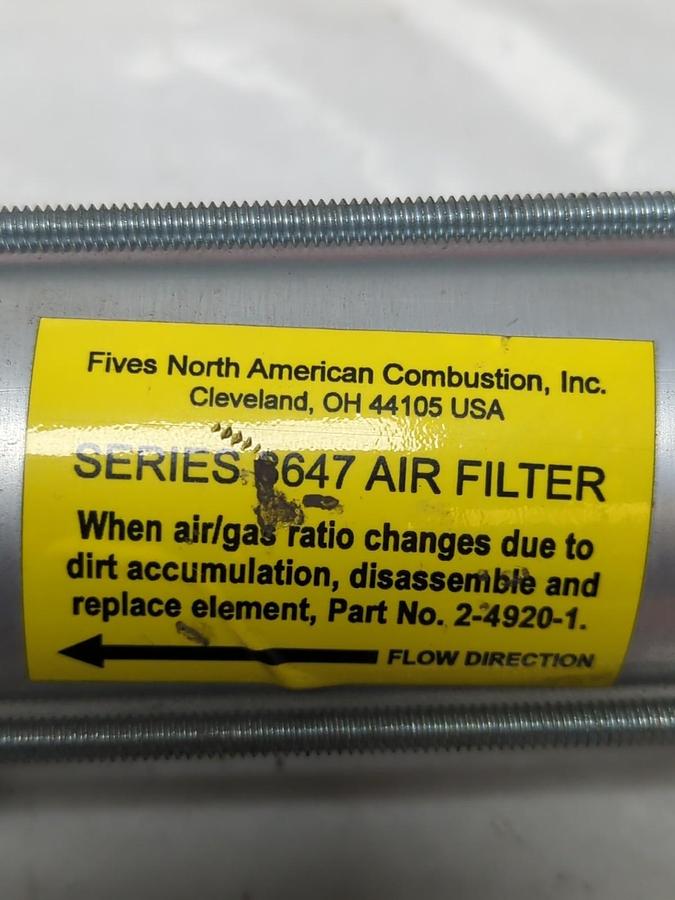 Fives North American Combustion, Inc.
Cleveland, OH 44105 USA
SERIES 8647 AIR FILTER
When air/gas ratio changes due to
dirt accumulation, disassemble and
replace element, Part No. 2-4920-1.
FLOW DIRECTION